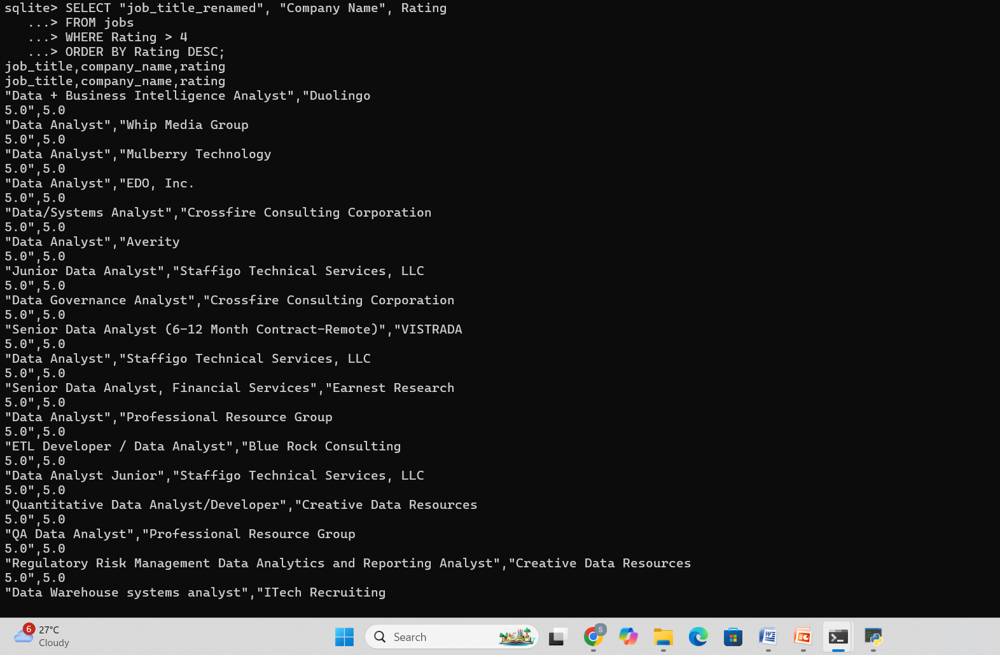 sqlite> SELECT "job_title_renamed", "Company Name", Rating
   ...> FROM jobs
   ...> WHERE Rating > 4
   ...> ORDER BY Rating DESC;
job_title,company_name,rating
job_title,company_name,rating
"Data + Business Intelligence Analyst","Duolingo
5.0",5.0
"Data Analyst","Whip Media Group
5.0",5.0
"Data Analyst","Mulberry Technology
5.0",5.0
"Data Analyst","EDO, Inc.
5.0",5.0
"Data/Systems Analyst","Crossfire Consulting Corporation
5.0",5.0
"Data Analyst","Averity
5.0",5.0
"Junior Data Analyst","Staffigo Technical Services, LLC
5.0",5.0
"Data Governance Analyst","Crossfire Consulting Corporation
5.0",5.0
"Senior Data Analyst (6-12 Month Contract-Remote)","VISTRADA
5.0",5.0
"Data Analyst","Staffigo Technical Services, LLC
5.0",5.0
"Senior Data Analyst, Financial Services","Earnest Research
5.0",5.0
"Data Analyst","Professional Resource Group
5.0",5.0
"ETL Developer / Data Analyst","Blue Rock Consulting
5.0",5.0
"Data Analyst Junior","Staffigo Technical Services, LLC
5.0",5.0
"Quantitative Data Analyst/Developer","Creative Data Resources
5.0",5.0
"QA Data Analyst","Professional Resource Group
5.0",5.0
"Regulatory Risk Management Data Analytics and Reporting Analyst","Creative Data Resources
5.0",5.0
"Data Warehouse systems analyst","ITech Recruiting
6
27°C
Cloudy
Search
S